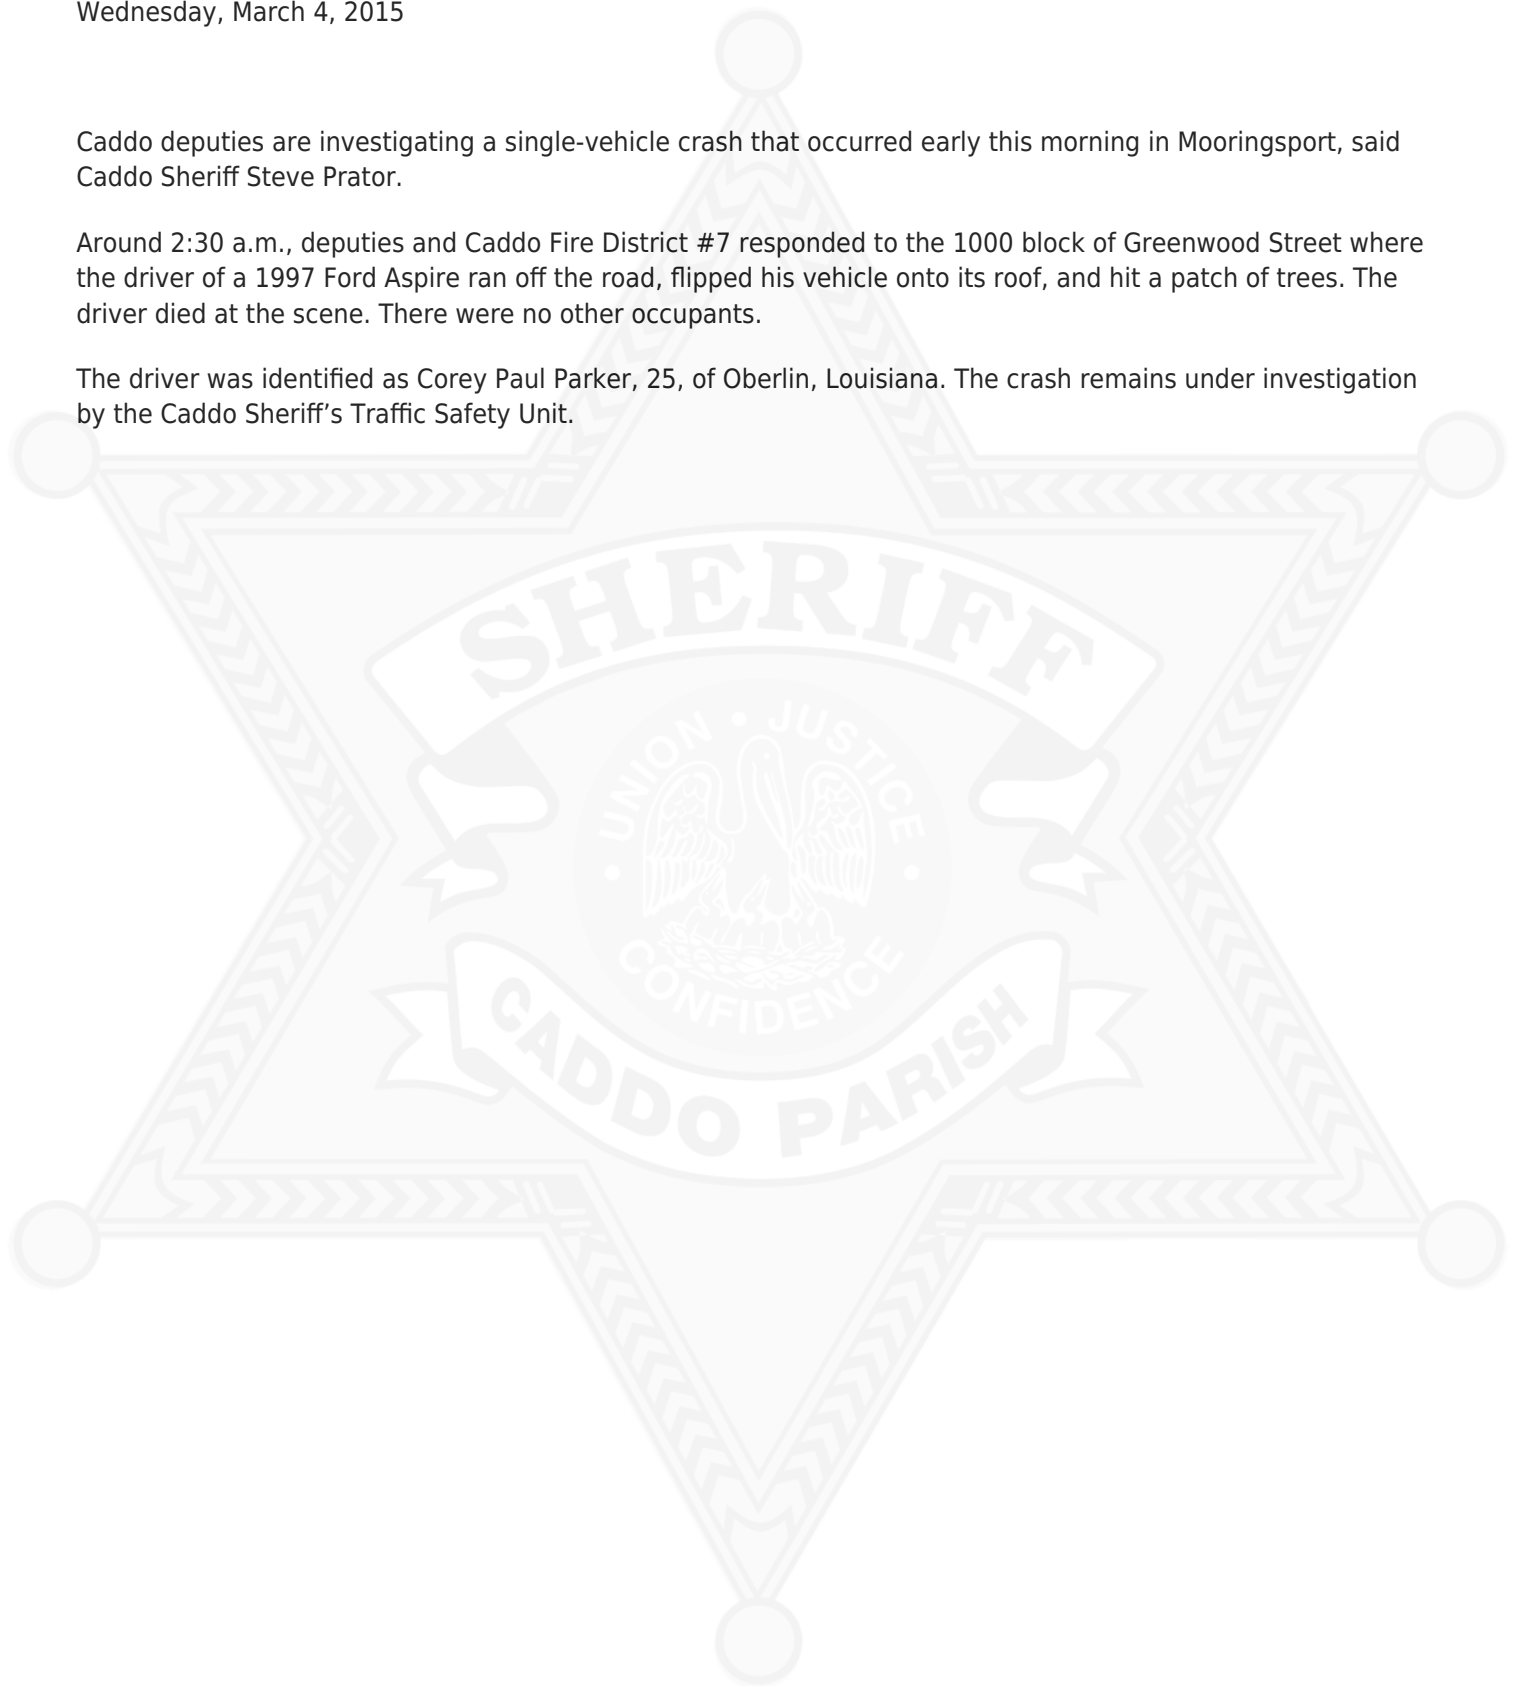 Wednesday, March 4, 2015
Caddo deputies are investigating a single-vehicle crash that occurred early this morning in Mooringsport, said
Caddo Sheriff Steve Prator.
Around 2:30 a.m., deputies and Caddo Fire District #7 responded to the 1000 block of Greenwood Street where
the driver of a 1997 Ford Aspire ran off the road, flipped his vehicle onto its roof, and hit a patch of trees. The
driver died at the scene. There were no other occupants.
The driver was identified as Corey Paul Parker, 25, of Oberlin, Louisiana. The crash remains under investigation
by the Caddo Sheriff’s Traffic Safety Unit.
SHERIFF
UNION • JUSTICE •
• CONFIDENCE
CADDO PARISH